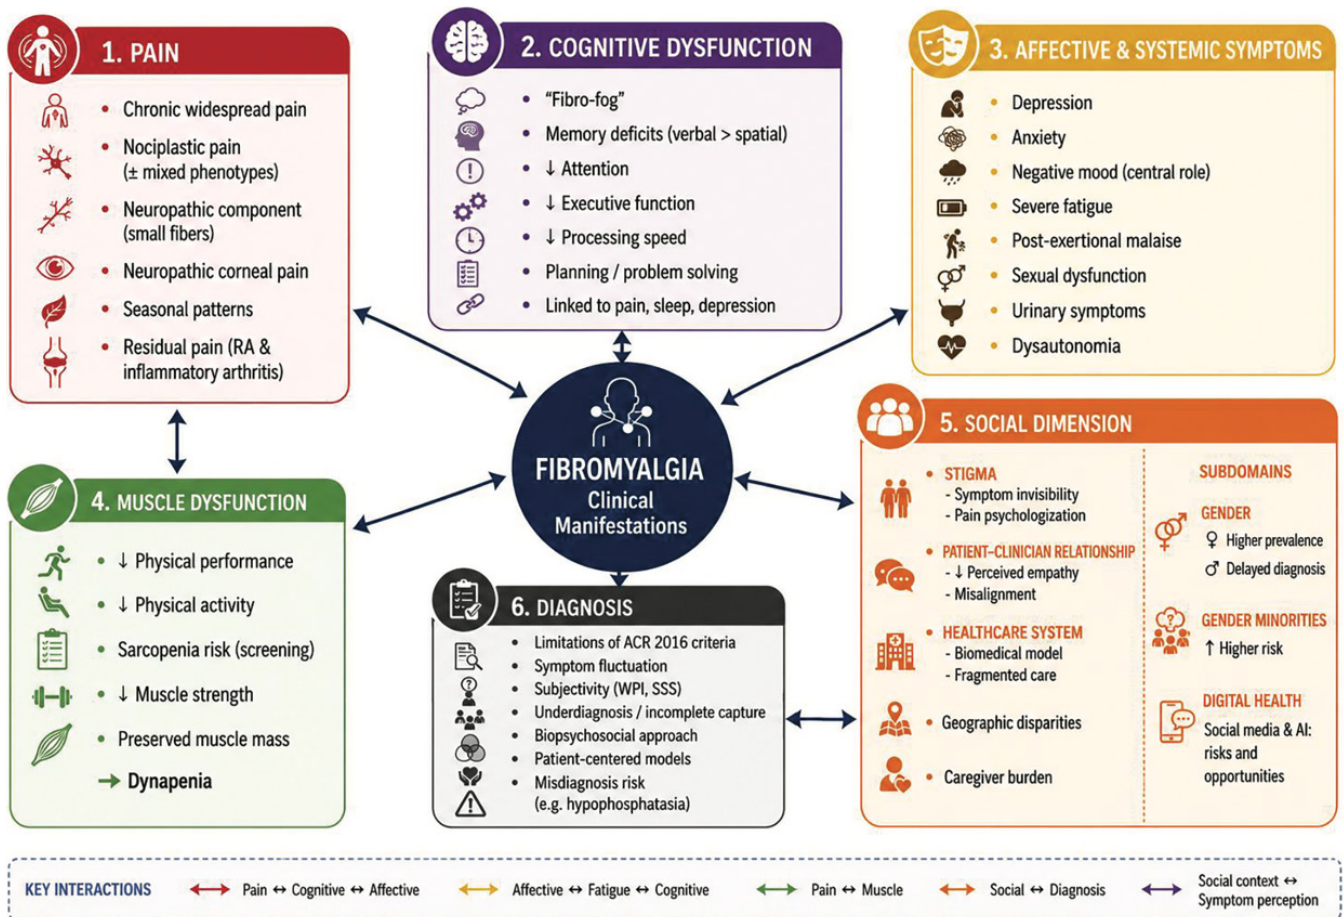 1. PAIN
• Chronic widespread pain
• Nociplastic pain
(± mixed phenotypes)
• Neuropathic component
(small fibers)
• Neuropathic corneal pain
• Seasonal patterns
• Residual pain (RA &
inflammatory arthritis)
2. COGNITIVE DYSFUNCTION
• “Fibro-fog”
• Memory deficits (verbal > spatial)
• ↓ Attention
• ↓ Executive function
• ↓ Processing speed
• Planning / problem solving
• Linked to pain, sleep, depression
3. AFFECTIVE & SYSTEMIC SYMPTOMS
• Depression
• Anxiety
• Negative mood (central role)
• Severe fatigue
• Post-exertional malaise
• Sexual dysfunction
• Urinary symptoms
• Dysautonomia
FIBROMYALGIA
Clinical
Manifestations
4. MUSCLE DYSFUNCTION
• ↓ Physical performance
• ↓ Physical activity
• Sarcopenia risk (screening)
• ↓ Muscle strength
• Preserved muscle mass
→ Dynapenia
6. DIAGNOSIS
• Limitations of ACR 2016 criteria
• Symptom fluctuation
• Subjectivity (WPI, SSS)
• Underdiagnosis / incomplete capture
• Biopsychosocial approach
• Patient-centered models
• Misdiagnosis risk
(e.g. hypophosphatasia)
5. SOCIAL DIMENSION
• STIGMA
- Symptom invisibility
- Pain psychologization
• PATIENT–CLINICIAN RELATIONSHIP
- ↓ Perceived empathy
- Misalignment
• HEALTHCARE SYSTEM
- Biomedical model
- Fragmented care
• Geographic disparities
• Caregiver burden
SUBDOMAINS
GENDER
♀ Higher prevalence
♂ Delayed diagnosis
GENDER MINORITIES
↑ Higher risk
DIGITAL HEALTH
Social media & AI:
risks and
opportunities
KEY INTERACTIONS
Pain ↔ Cognitive ↔ Affective
Affective ↔ Fatigue ↔ Cognitive
Pain ↔ Muscle
Social ↔ Diagnosis
Social context ↔
Symptom perception